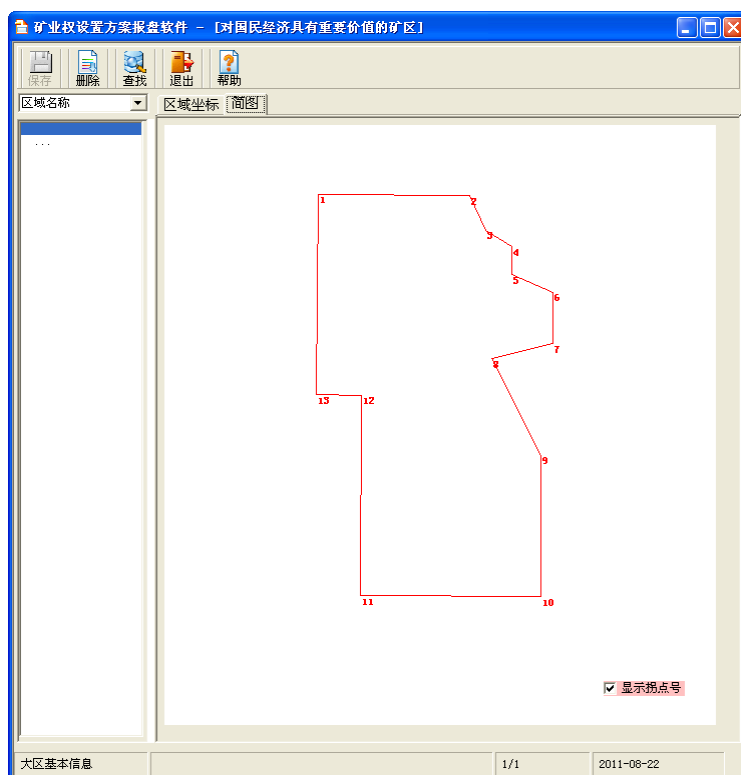 矿业权设置方案报盘软件 - [对国民经济具有重要价值的矿区]
保存 删除 查找 退出 帮助
区域名称 区域坐标 简图
...
1
2
3
4
5
6
7
8
9
13 12
11
10
显示拐点号
大区基本信息 1/1 2011-08-22